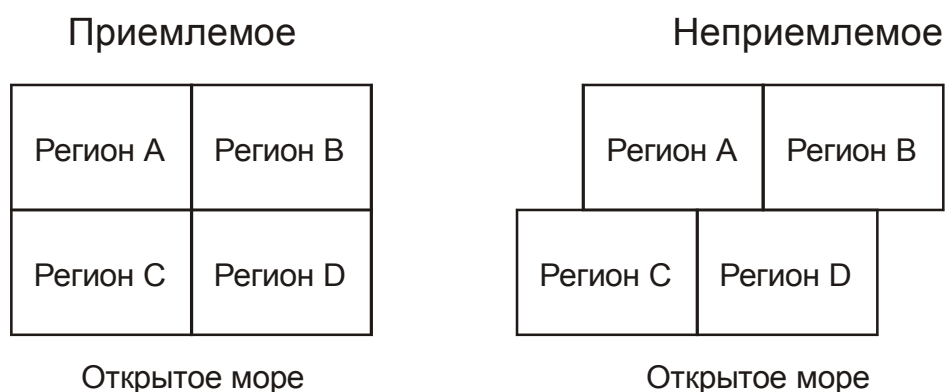 Приемлемое
Неприемлемое
Регион A
Регион B
Регион A
Регион B
Регион C
Регион D
Регион C
Регион D
Открытое море
Открытое море